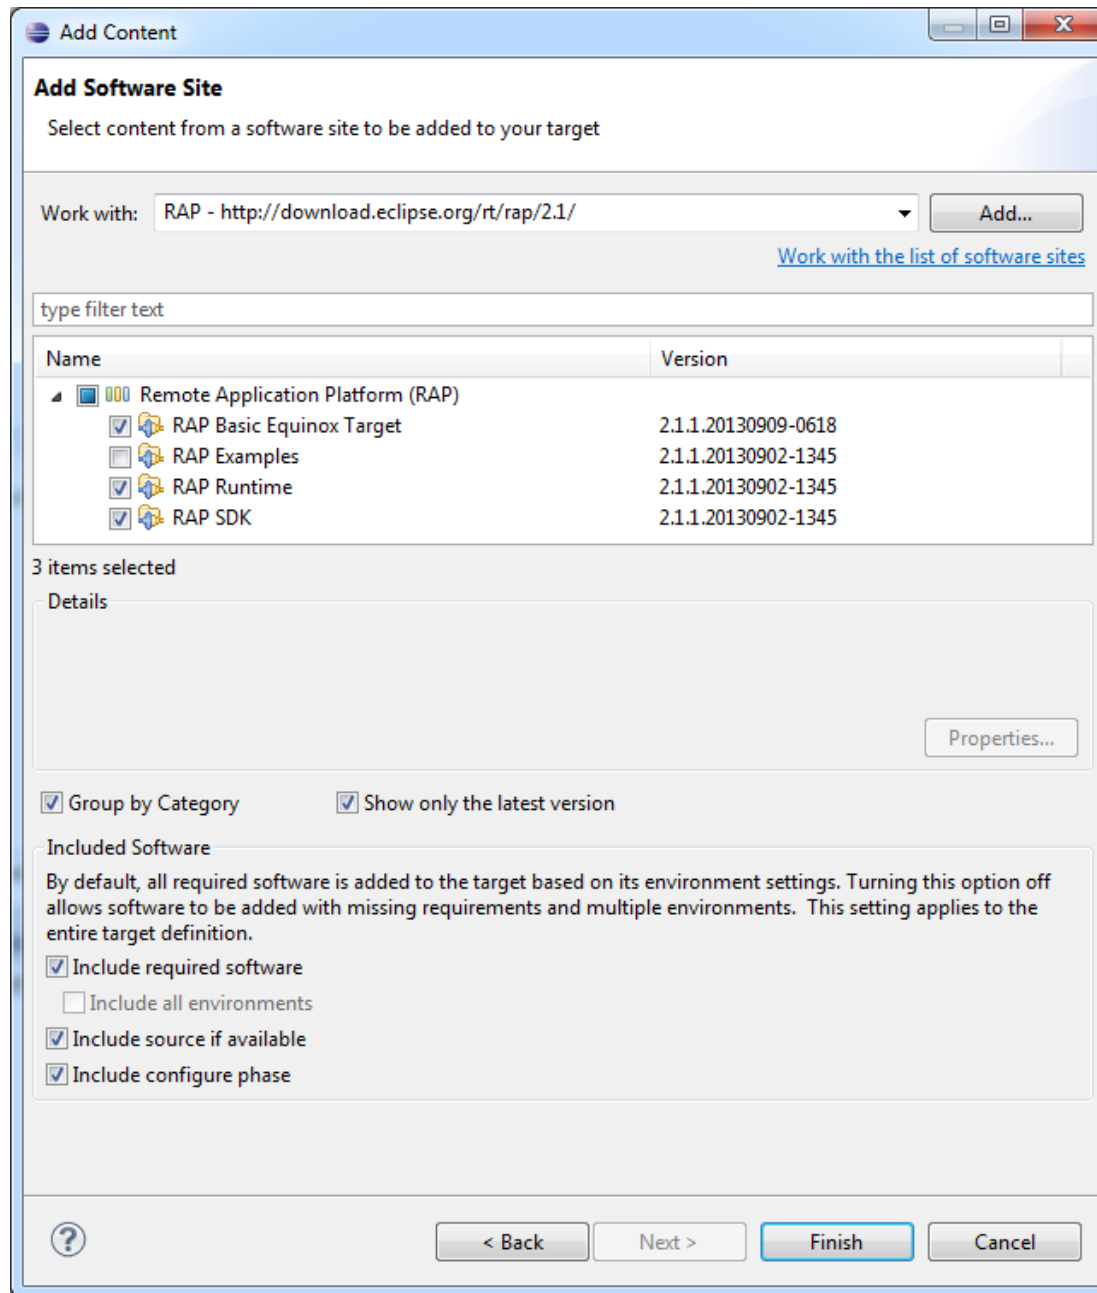 Add Content
Add Software Site
Select content from a software site to be added to your target
Work with: RAP - http://download.eclipse.org/rt/rap/2.1/ Add...
Work with the list of software sites
type filter text
Name Version
Remote Application Platform (RAP)
RAP Basic Equinox Target 2.1.1.20130909-0618
RAP Examples 2.1.1.20130902-1345
RAP Runtime 2.1.1.20130902-1345
RAP SDK 2.1.1.20130902-1345
3 items selected
Details
Properties...
Group by Category Show only the latest version
Included Software
By default, all required software is added to the target based on its environment settings. Turning this option off
allows software to be added with missing requirements and multiple environments.  This setting applies to the
entire target definition.
Include required software
Include all environments
Include source if available
Include configure phase
? < Back Next > Finish Cancel